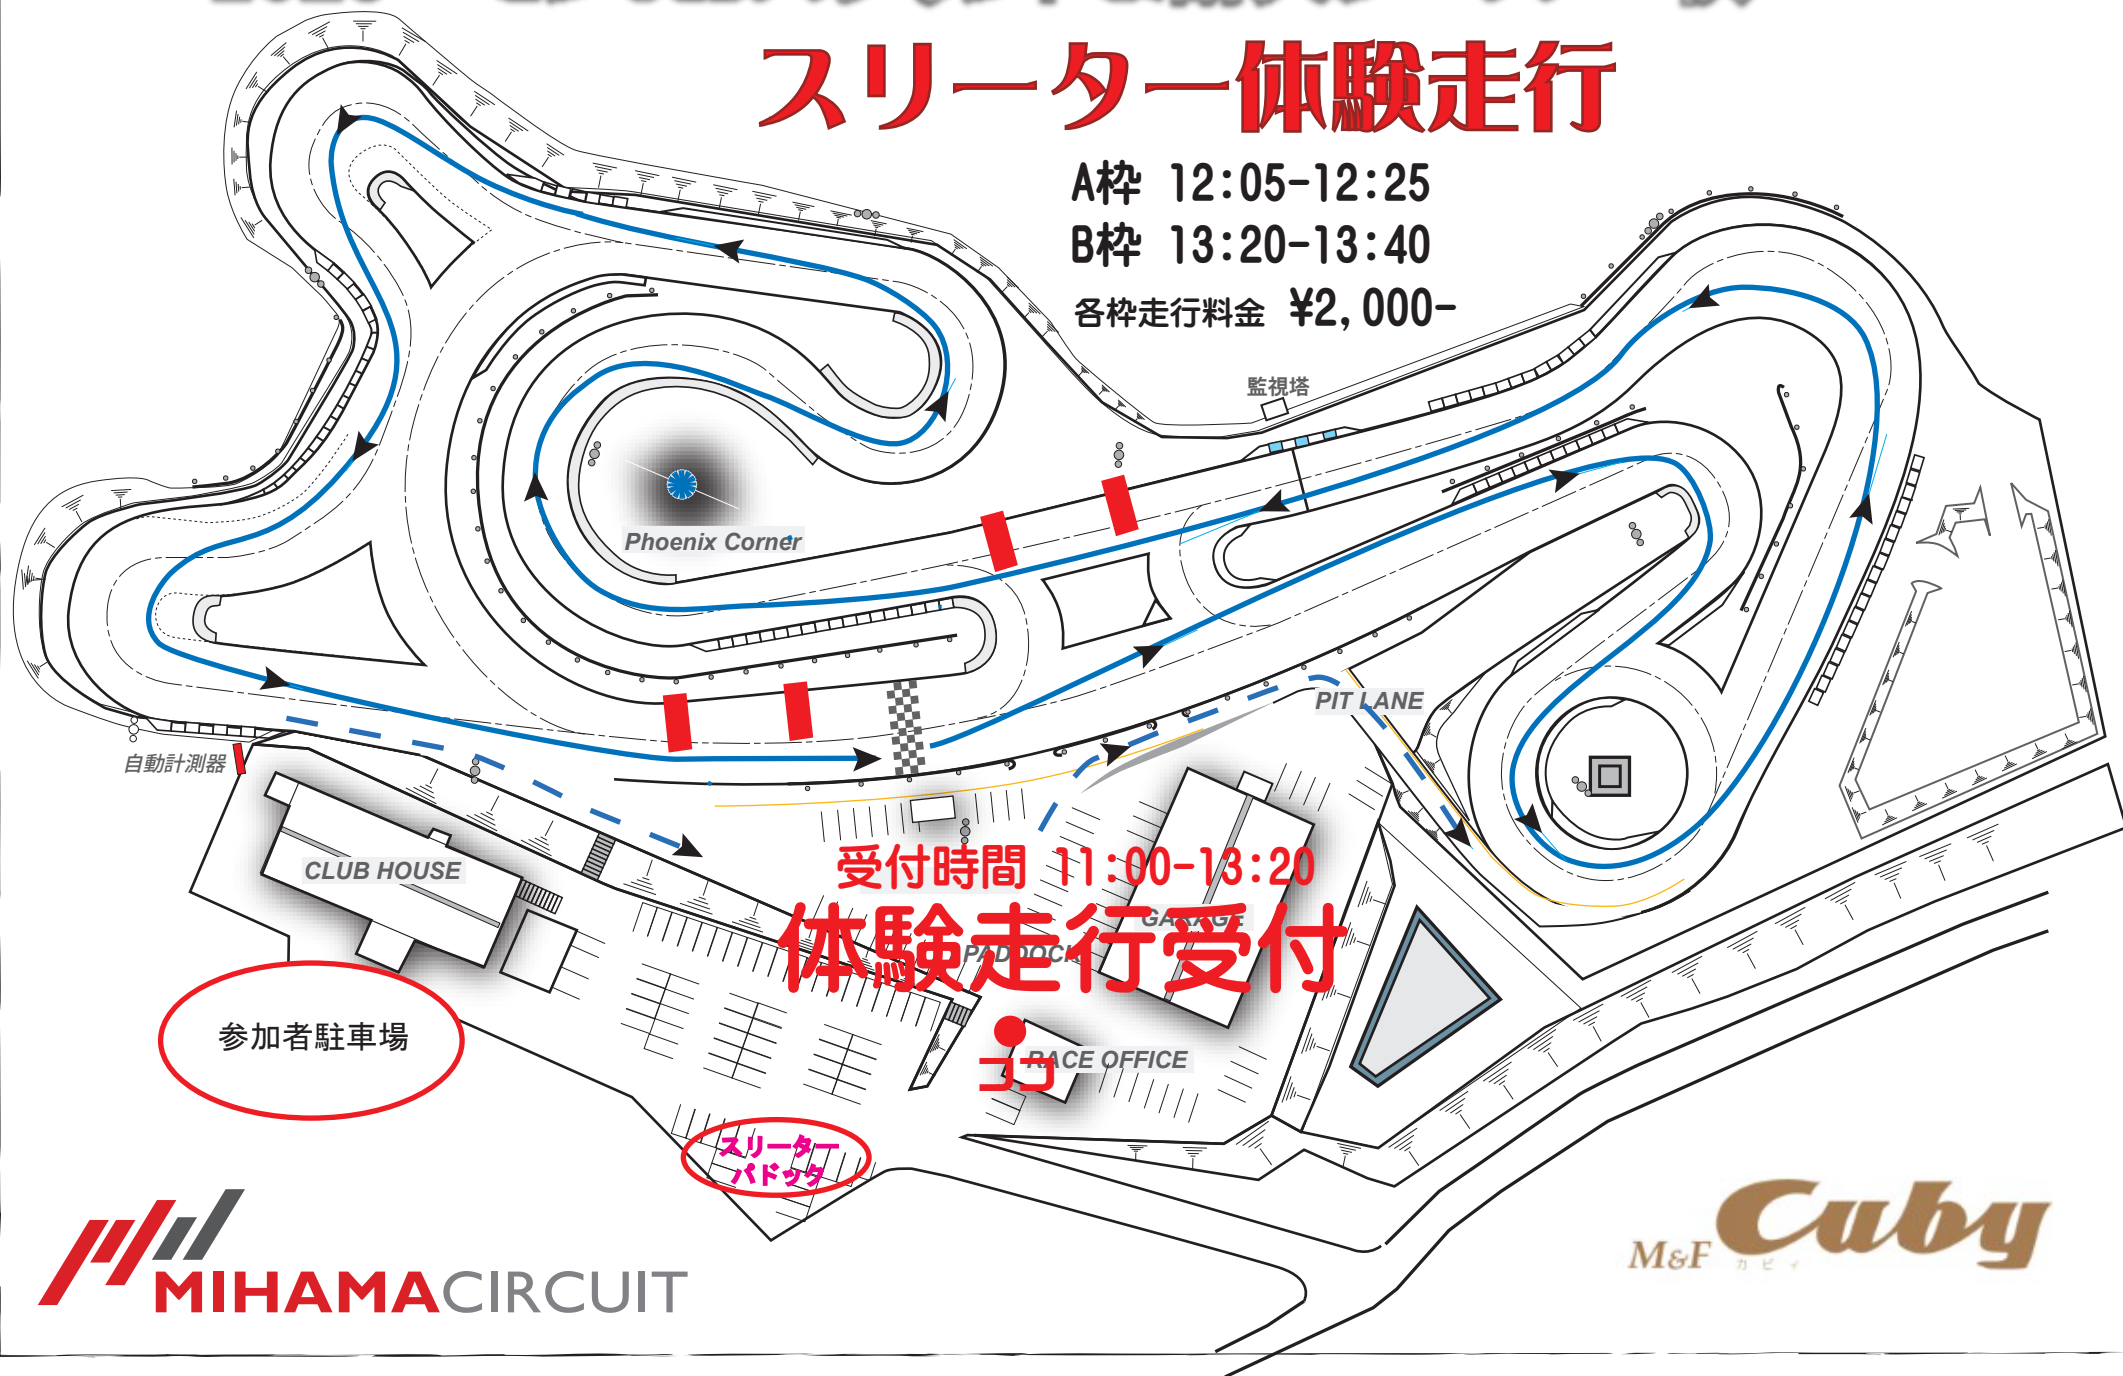 スリーター体験走行
A枠 12:05-12:25
B枠 13:20-13:40
各枠走行料金 ¥2,000-
監視塔
Phoenix Corner
PIT LANE
自動計測器
CLUB HOUSE
受付時間 11:00-13:20
GARAGE
体験走行受付
PADDOCK
参加者駐車場
RACE OFFICE
ココ
スリーター
パドック
MIHAMACIRCUIT
M&F Cuby
カビィ